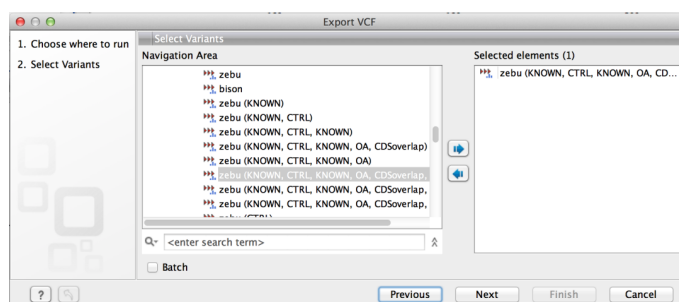 Export VCF
1. Choose where to run
2. Select Variants
Select Variants
Navigation Area
zebu
bison
zebu (KNOWN)
zebu (KNOWN, CTRL)
zebu (KNOWN, CTRL, KNOWN)
zebu (KNOWN, CTRL, KNOWN, OA, CDSoverlap)
zebu (KNOWN, CTRL, KNOWN, OA)
zebu (KNOWN, CTRL, KNOWN, OA, CDSoverlap,
zebu (KNOWN, CTRL, KNOWN, OA, CDSoverlap,
zebu (KNOWN, CTRL, KNOWN, OA, CDSoverlap,
zebu (CTRL)
<enter search term>
Batch
Selected elements (1)
zebu (KNOWN, CTRL, KNOWN, OA, CD...
?
Previous
Next
Finish
Cancel